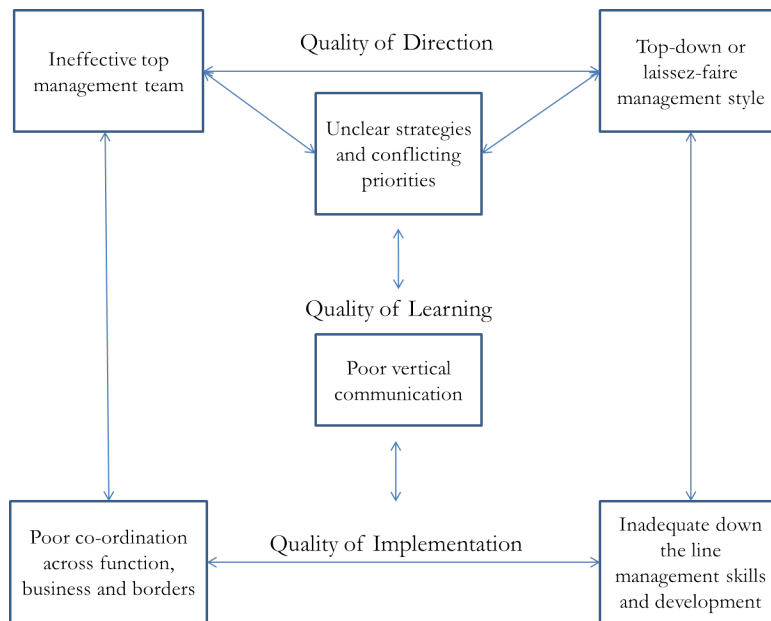 Ineffective top
management team
Quality of Direction
Top-down or
laissez-faire
management style
Unclear strategies
and conflicting
priorities
Quality of Learning
Poor vertical
communication
Poor co-ordination
across function,
business and borders
Quality of Implementation
Inadequate down
the line
management skills
and development